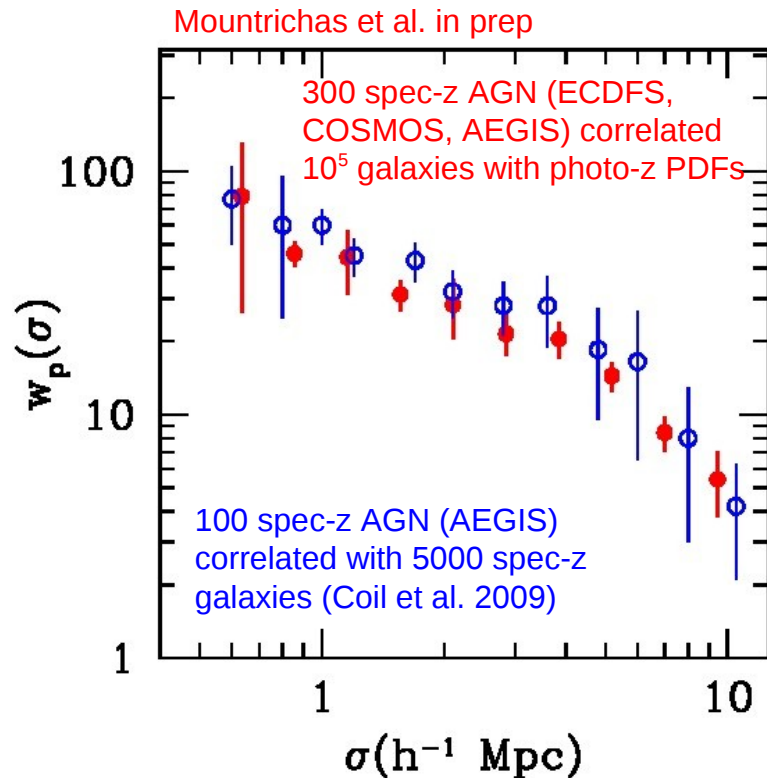 Mountrichas et al. in prep
300 spec-z AGN (ECDFS,
COSMOS, AEGIS) correlated
10⁵ galaxies with photo-z PDFs
100
10
1
w_p(σ)
100 spec-z AGN (AEGIS)
correlated with 5000 spec-z
galaxies (Coil et al. 2009)
1
10
σ(h⁻¹ Mpc)